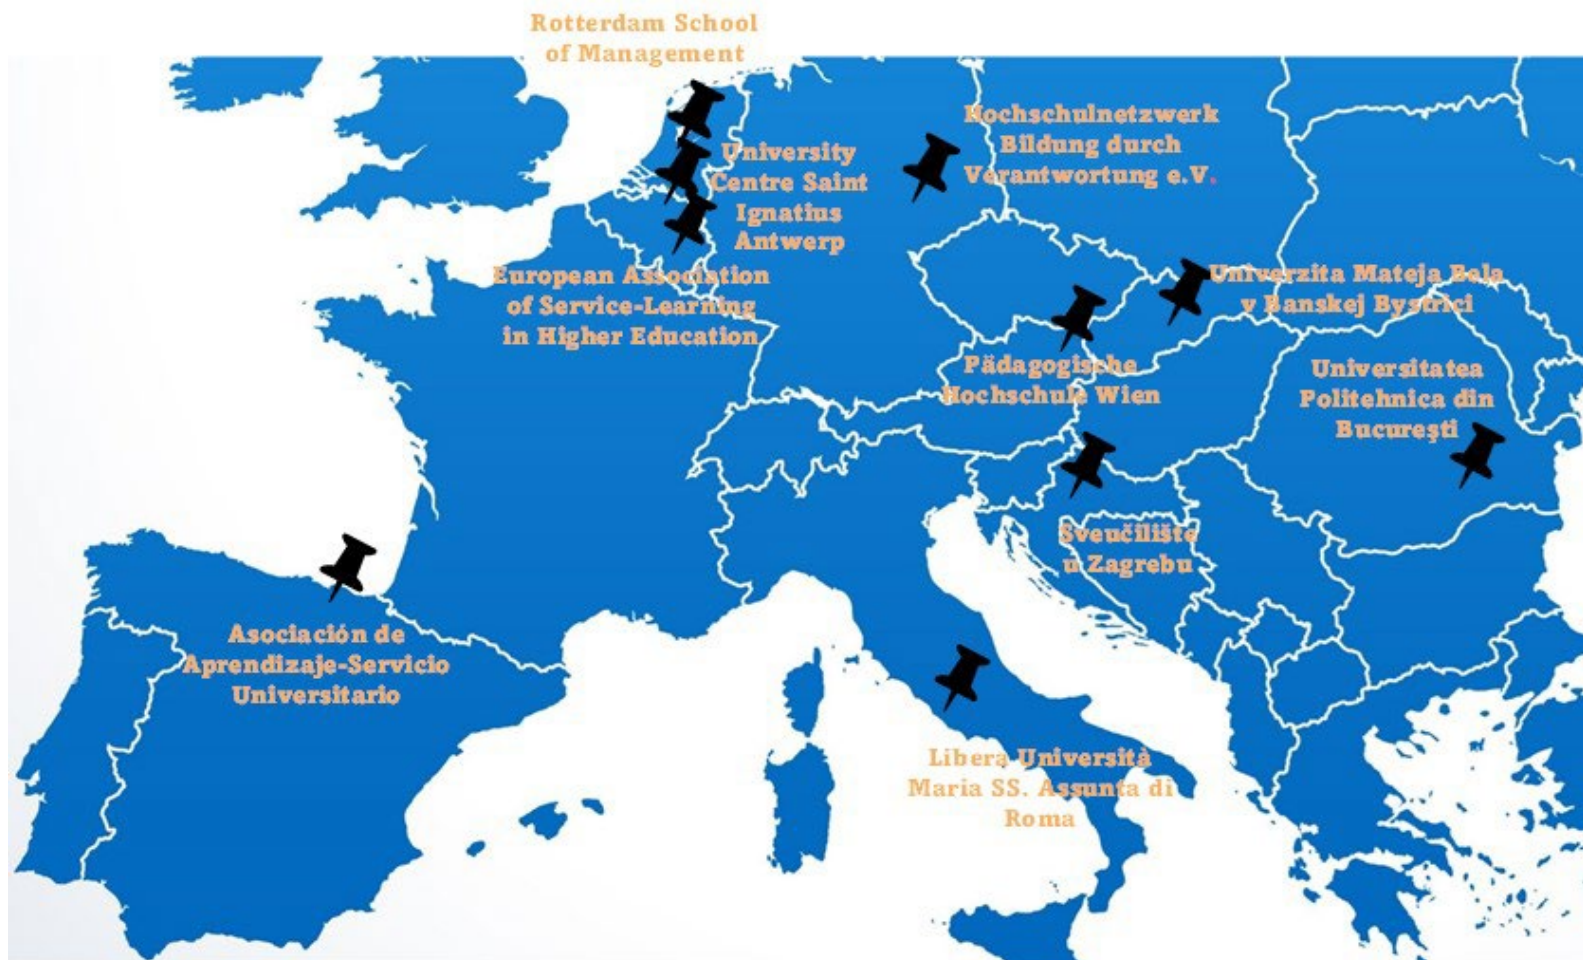 Rotterdam School
of Management
Hochschulnetzwerk
Bildung durch
Verantwortung e.V.
University
Centre Saint
Ignatius
Antwerp
European Association
of Service-Learning
in Higher Education
Univerzita Mateja Bela
v Banskej Bystrici
Pädagogische
Hochschule Wien
Universitatea
Politehnica din
Bucureşti
Sveučilište
u Zagrebu
Asociación de
Aprendizaje-Servicio
Universitario
Libera Università
Maria SS. Assunta di
Roma